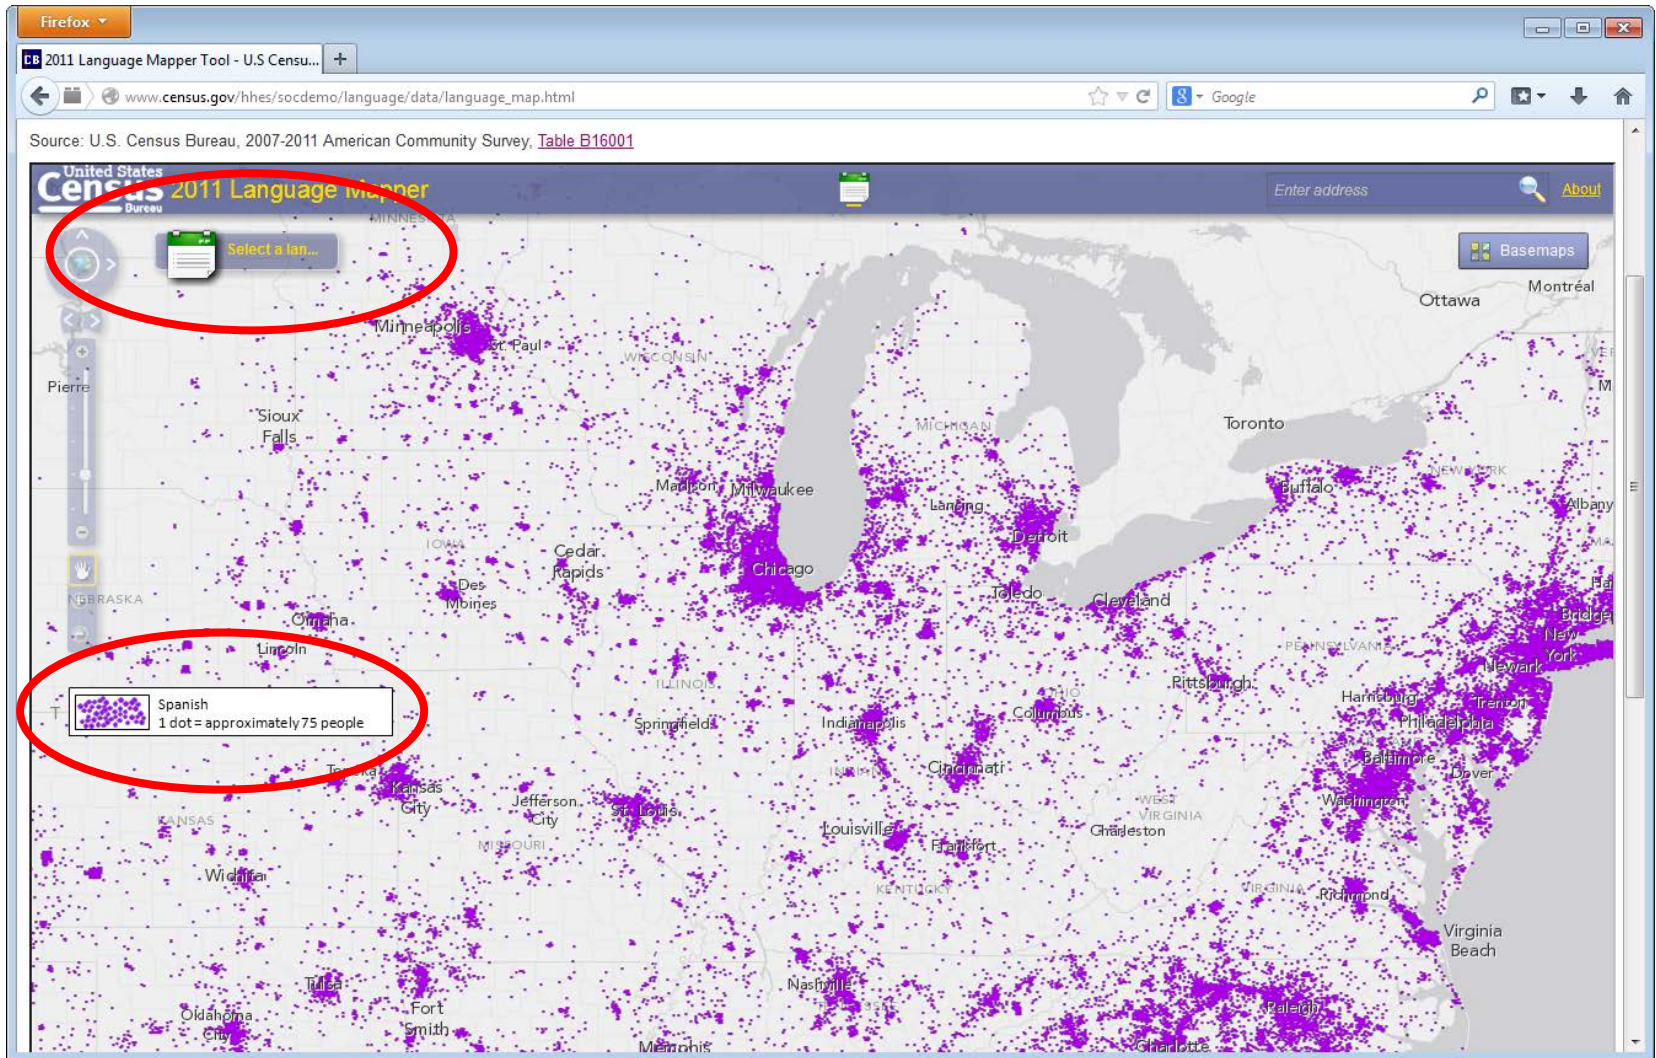 Firefox
2011 Language Mapper Tool - U.S Censu...
www.census.gov/hhes/socdemo/language/data/language_map.html
Google
Source: U.S. Census Bureau, 2007-2011 American Community Survey, Table B16001
United States
Census
Bureau
2011 Language Mapper
Enter address
About
MINNESOTA
Select a lan...
Basemaps
Montréal
Ottawa
Minneapolis
St. Paul
WISCONSIN
Pierre
Sioux
Falls
MICHIGAN
Toronto
NEW YORK
Madison
Milwaukee
Buffalo
Lansing
Albany
Detroit
IOWA
Cedar
Rapids
Chicago
Des
Moines
Toledo
Cleveland
NEBRASKA
Omaha
New
York
Lincoln
PENNSYLVANIA
Newark
ILLINOIS
Pittsburgh
OHIO
Harrisburg
Trenton
Spanish
1 dot = approximately 75 people
Springfield
Indianapolis
Columbus
Philadelphia
Baltimore
INDIANA
Cincinnati
Dover
Kansas
City
Jefferson
City
St. Louis
WEST
VIRGINIA
Washington
KANSAS
MISSOURI
Louisville
Frankfort
Charleston
Wichita
KENTUCKY
VIRGINIA
Richmond
Virginia
Beach
Tulsa
Nashville
Fort
Smith
Oklahoma
City
Raleigh
Memphis
Charlotte